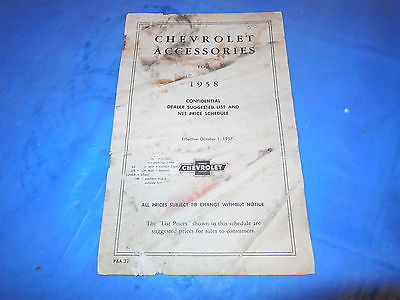 CHEVROLET
ACCESSORIES
FOR
1958
CONFIDENTIAL
DEALER SUGGESTED LIST AND
NET PRICE SCHEDULE
Effective October 1, 1957
CHEVROLET
ALL PRICES SUBJECT TO CHANGE WITHOUT NOTICE
The "List Prices" shown in this schedule are
suggested prices for sales to consumers.
P&A 22